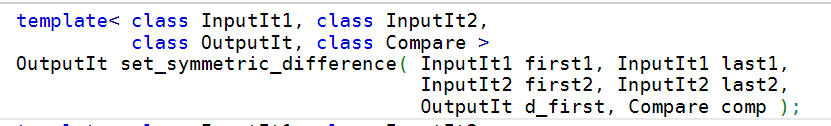 template< class InputIt1, class InputIt2,
          class OutputIt, class Compare >
OutputIt set_symmetric_difference( InputIt1 first1, InputIt1 last1,
                                   InputIt2 first2, InputIt2 last2,
                                   OutputIt d_first, Compare comp );